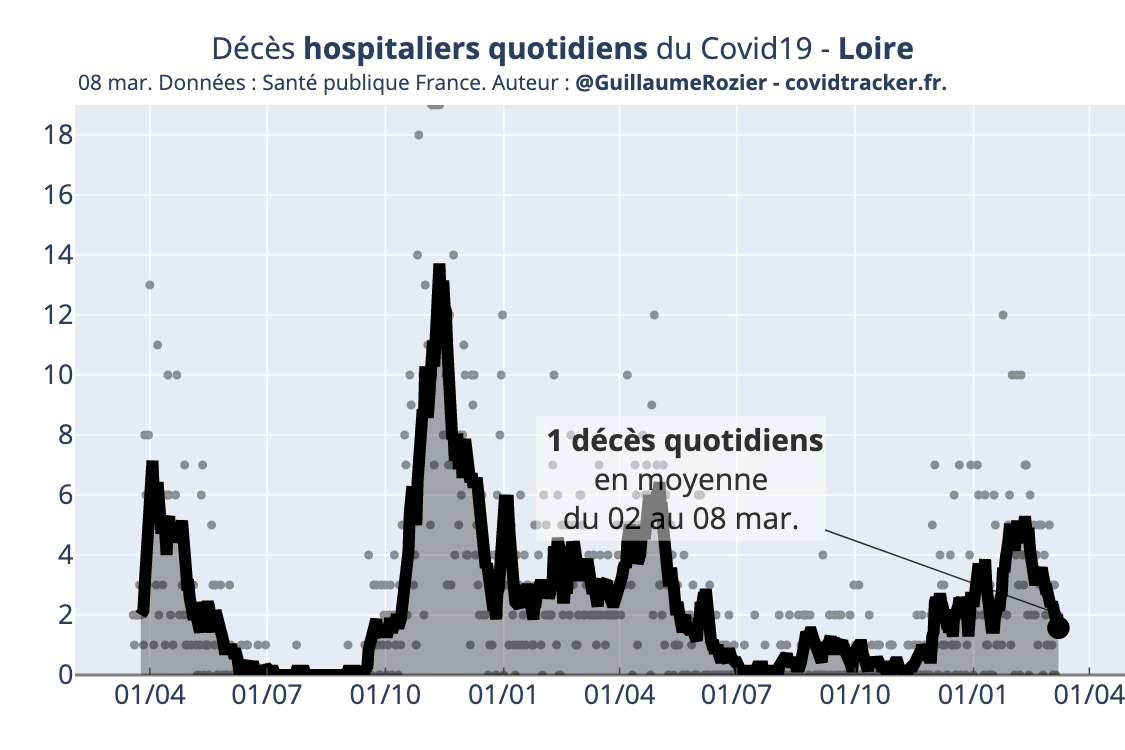 Décès hospitaliers quotidiens du Covid19 - Loire
08 mar. Données : Santé publique France. Auteur : @GuillaumeRozier - covidtracker.fr.
18
16
14
12
10
8
6
4
2
0
1 décès quotidiens
en moyenne
du 02 au 08 mar.
01/04 01/07 01/10 01/01 01/04 01/07 01/10 01/01 01/04